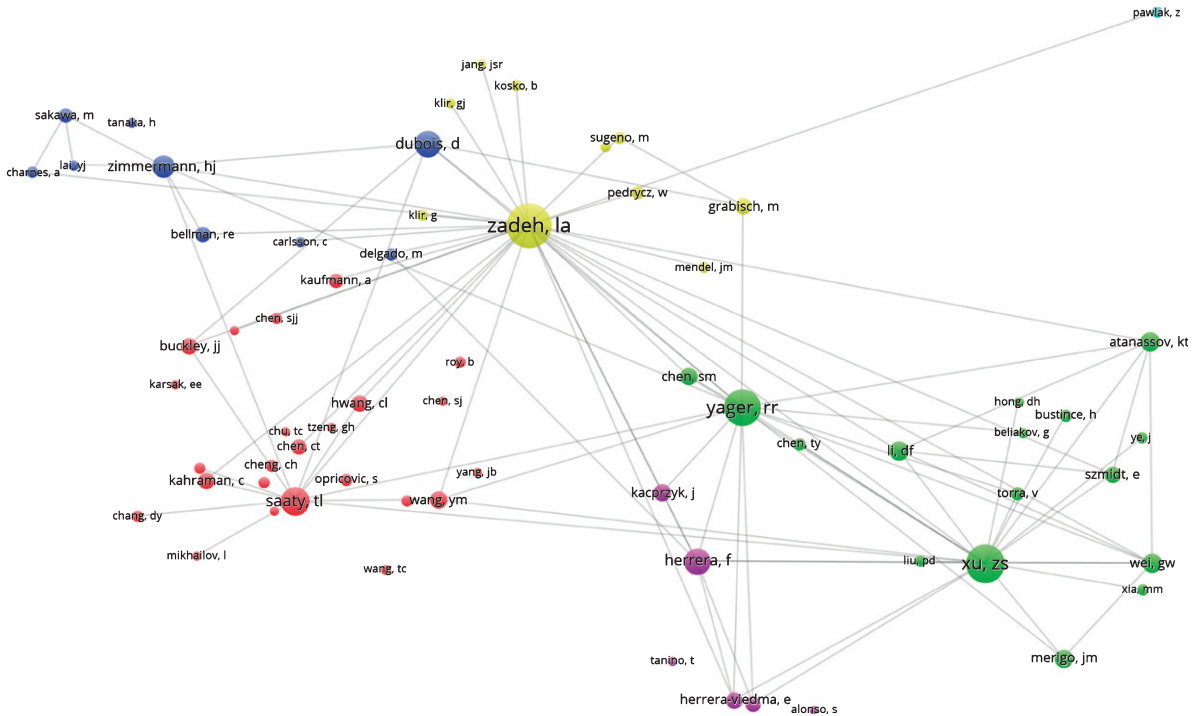 pawlak, z
jang, jsr
kosko, b
klir, gj
sakawa, m
tanaka, h
dubois, d
sugeno, m
charnes, a
lai, yj
zimmermann, hj
pedrycz, w
grabisch, m
klir, g
zadeh, la
bellman, re
carlsson, c
delgado, m
kaufmann, a
mendel, jm
chen, sjj
buckley, jj
atanassov, kt
roy, b
chen, sm
karsak, ee
hwang, cl
chen, sj
yager, rr
hong, dh
bustince, h
chu, tc
tzeng, gh
beliakov, g
ye, j
chen, ct
chen, ty
li, df
cheng, ch
kahraman, c
opricovic, s
yang, jb
szmidt, e
saaty, tl
wang, ym
kacprzyk, j
torra, v
chang, dy
mikhailov, l
wang, tc
herrera, f
liu, pd
xu, zs
wei, gw
xia, mm
tanino, t
merigo, jm
herrera-viedma, e
alonso, s